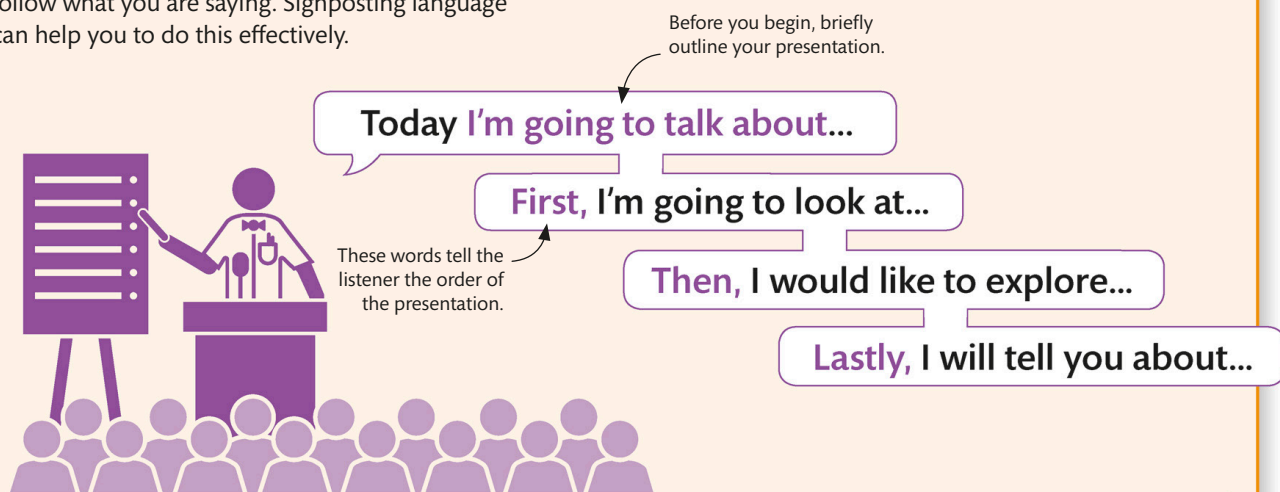 follow what you are saying. Signposting language
can help you to do this effectively.
Before you begin, briefly
outline your presentation.
Today I'm going to talk about...
First, I'm going to look at...
These words tell the
listener the order of
the presentation.
Then, I would like to explore...
Lastly, I will tell you about...